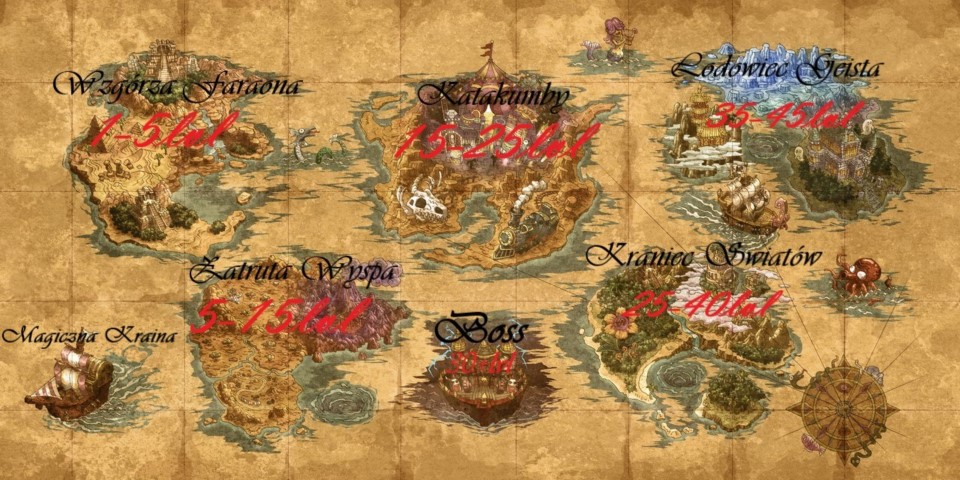 Wzgórza Faraona
1-5lvl
Katakumby
15-25lvl
Lodowiec Geista
35-45lvl
Zatruta Wyspa
5-15lvl
Kraniec Światów
25-40lvl
Magiczna Kraina
Boss